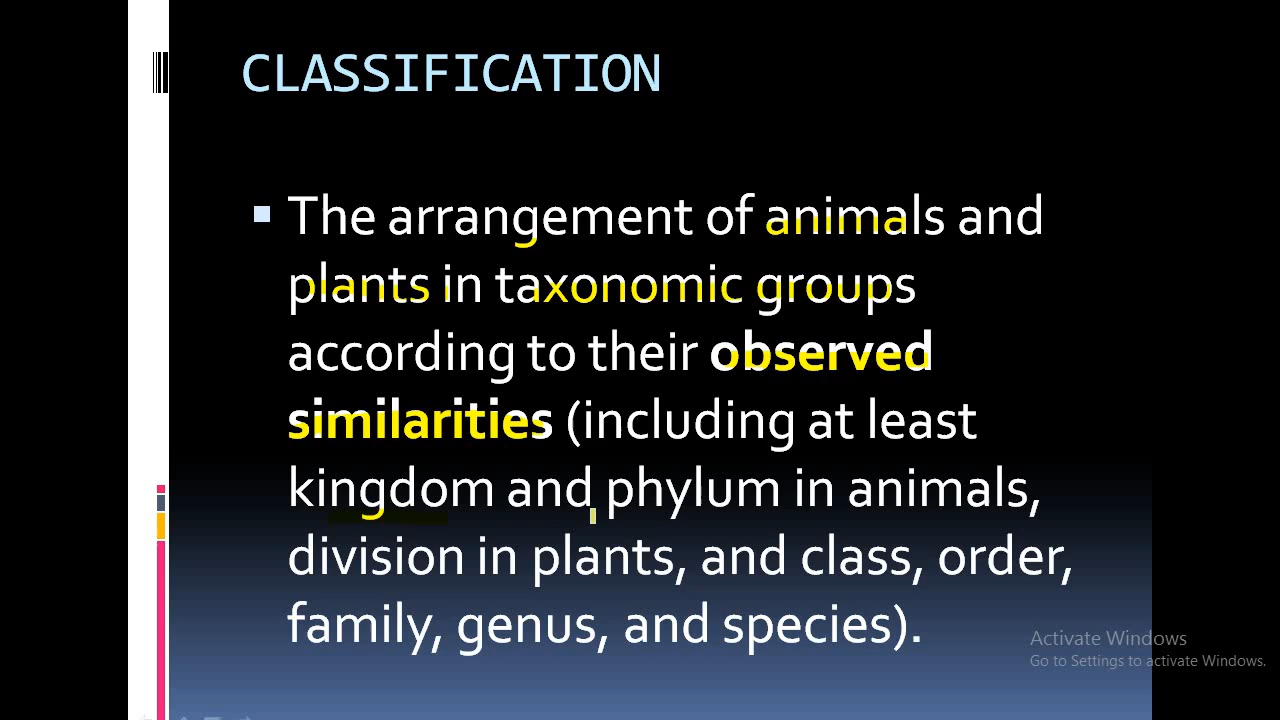 CLASSIFICATION
▪ The arrangement of animals and
plants in taxonomic groups
according to their observed
similarities (including at least
kingdom and phylum in animals,
division in plants, and class, order,
family, genus, and species).
Activate Windows
Go to Settings to activate Windows.